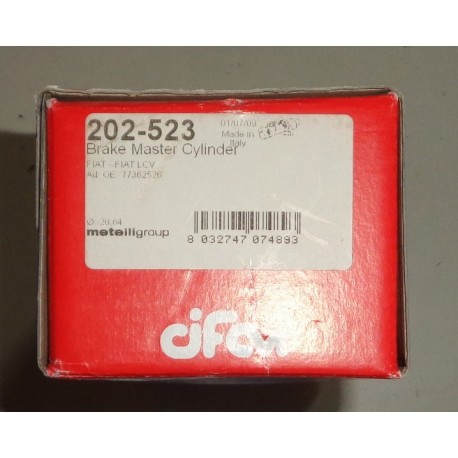 202-523
01/07/09
Made in
Italy
Brake Master Cylinder
FIAT - FIAT LCV
Ad. OE. 77362526
Ø: 20,64
metelligroup
8 032747 074893
cifam